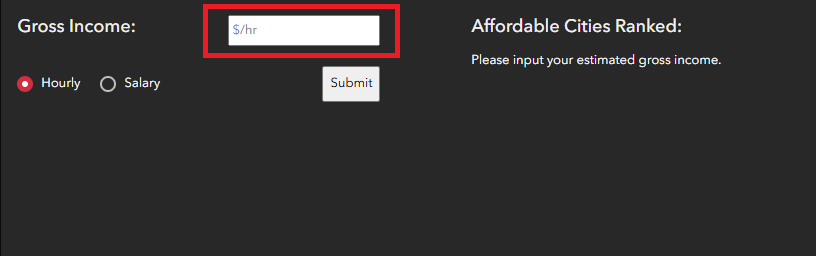 Gross Income:
$/hr
Hourly
Salary
Submit
Affordable Cities Ranked:
Please input your estimated gross income.